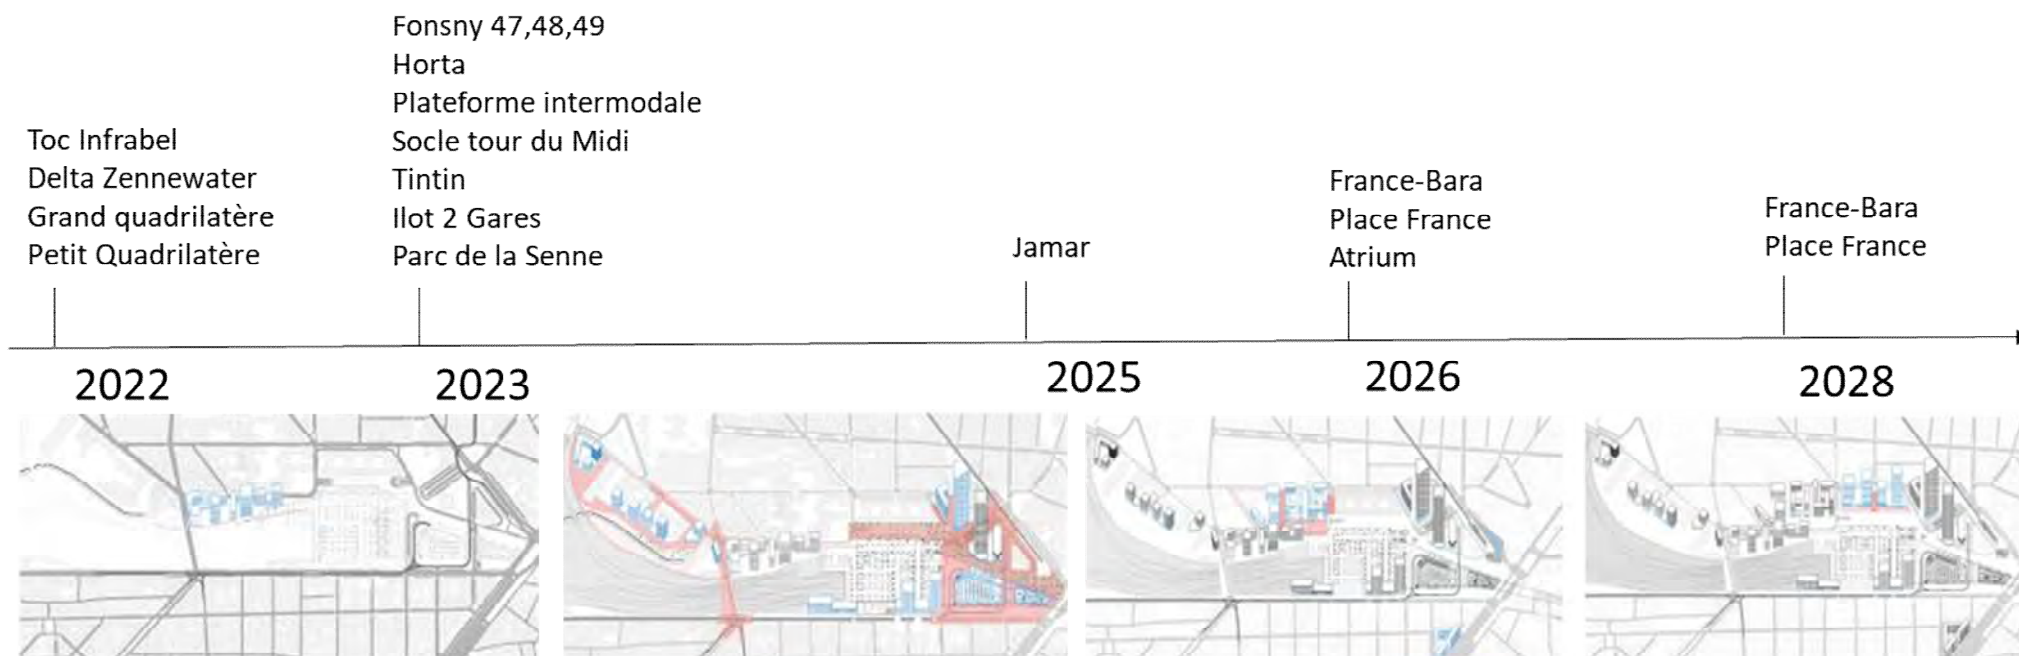 Toc Infrabel
Delta Zennewater
Grand quadrilatère
Petit Quadrilatère
Fonsny 47,48,49
Horta
Plateforme intermodale
Socle tour du Midi
Tintin
Ilot 2 Gares
Parc de la Senne
Jamar
France-Bara
Place France
Atrium
France-Bara
Place France
2022
2023
2025
2026
2028